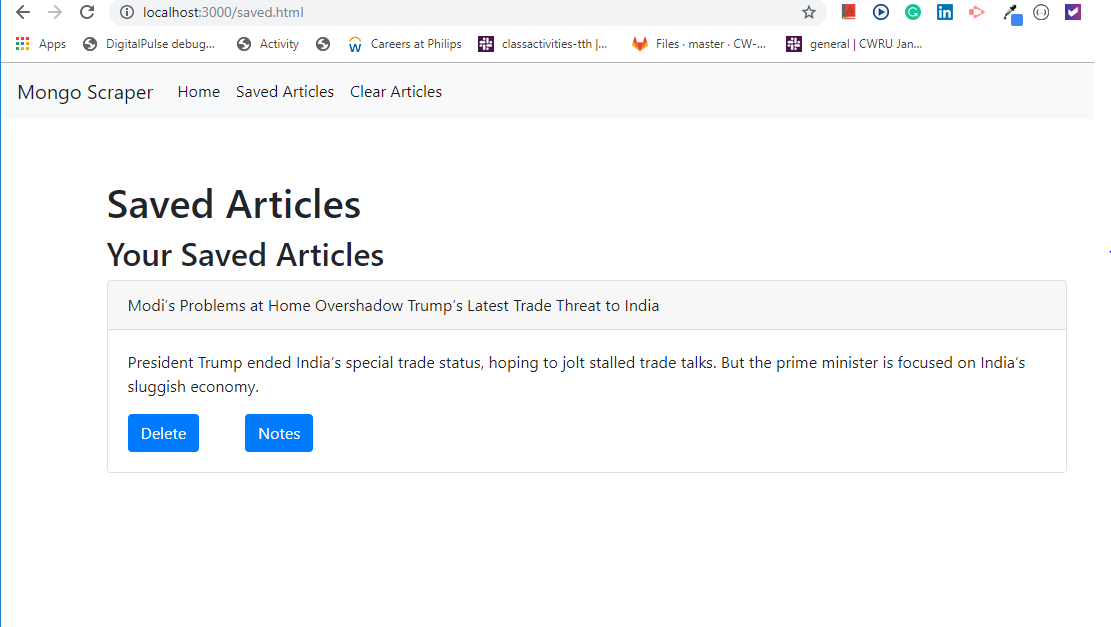 localhost:3000/saved.html
Apps DigitalPulse debug... Activity Careers at Philips classactivities-tth |... Files · master · CW-... general | CWRU Jan...
Mongo Scraper Home Saved Articles Clear Articles
Saved Articles
Your Saved Articles
Modi’s Problems at Home Overshadow Trump’s Latest Trade Threat to India
President Trump ended India’s special trade status, hoping to jolt stalled trade talks. But the prime minister is focused on India’s
sluggish economy.
Delete Notes